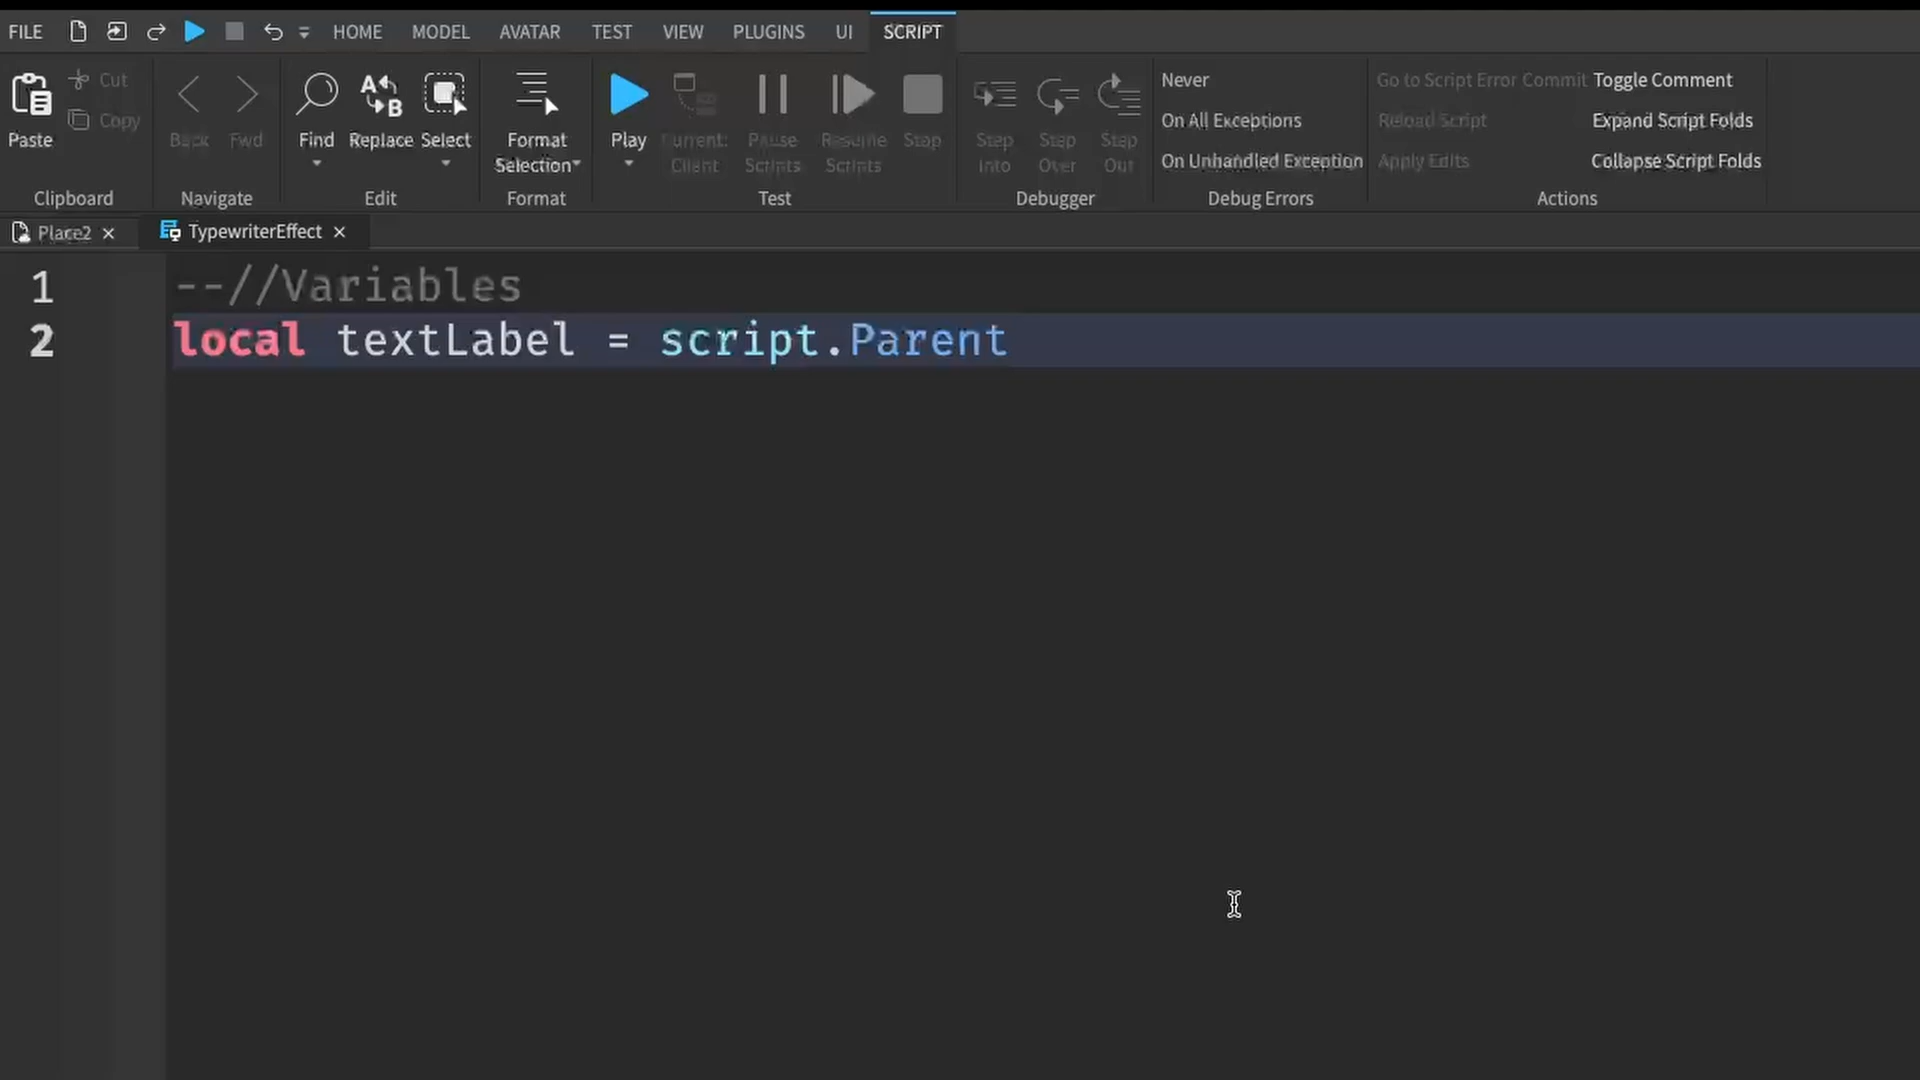 FILE HOME MODEL AVATAR TEST VIEW PLUGINS UI SCRIPT
Paste Cut Copy
Clipboard
Back Fwd
Navigate
Find Replace Select
Edit
Format Selection
Format
Play Current: Client Pause Scripts Resume Scripts Stop
Test
Step Into Step Over Step Out
Debugger
Never
On All Exceptions
On Unhandled Exception
Debug Errors
Go to Script Error Commit Toggle Comment
Reload Script Expand Script Folds
Apply Edits Collapse Script Folds
Actions
Place2 × TypewriterEffect ×
1 --//Variables
2 local textLabel = script.Parent